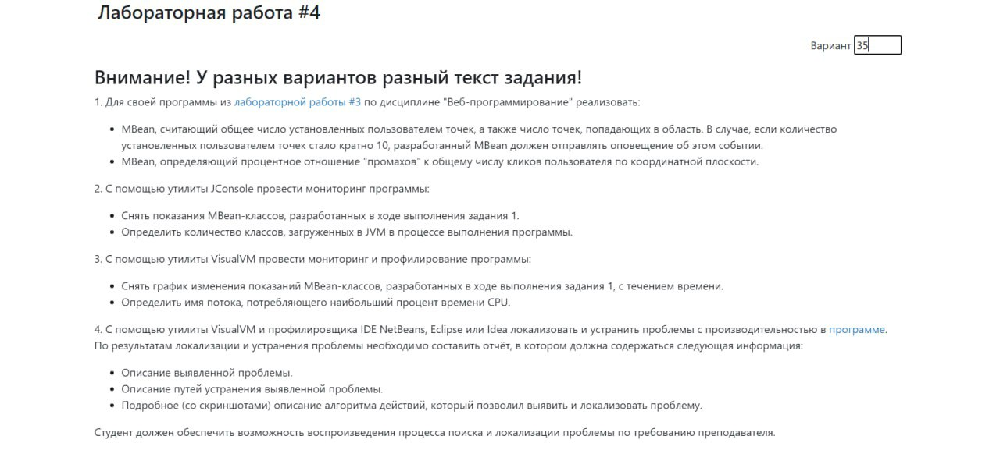 Лабораторная работа #4
Вариант 35
Внимание! У разных вариантов разный текст задания!
1. Для своей программы из лабораторной работы #3 по дисциплине "Веб-программирование" реализовать:
• MBean, считающий общее число установленных пользователем точек, а также число точек, попадающих в область. В случае, если количество
установленных пользователем точек стало кратно 10, разработанный MBean должен отправлять оповещение об этом событии.
• MBean, определяющий процентное отношение "промахов" к общему числу кликов пользователя по координатной плоскости.
2. С помощью утилиты JConsole провести мониторинг программы:
• Снять показания MBean-классов, разработанных в ходе выполнения задания 1.
• Определить количество классов, загруженных в JVM в процессе выполнения программы.
3. С помощью утилиты VisualVM провести мониторинг и профилирование программы:
• Снять график изменения показаний MBean-классов, разработанных в ходе выполнения задания 1, с течением времени.
• Определить имя потока, потребляющего наибольший процент времени CPU.
4. С помощью утилиты VisualVM и профилировщика IDE NetBeans, Eclipse или Idea локализовать и устранить проблемы с производительностью в программе.
По результатам локализации и устранения проблемы необходимо составить отчёт, в котором должна содержаться следующая информация:
• Описание выявленной проблемы.
• Описание путей устранения выявленной проблемы.
• Подробное (со скриншотами) описание алгоритма действий, который позволил выявить и локализовать проблему.
Студент должен обеспечить возможность воспроизведения процесса поиска и локализации проблемы по требованию преподавателя.